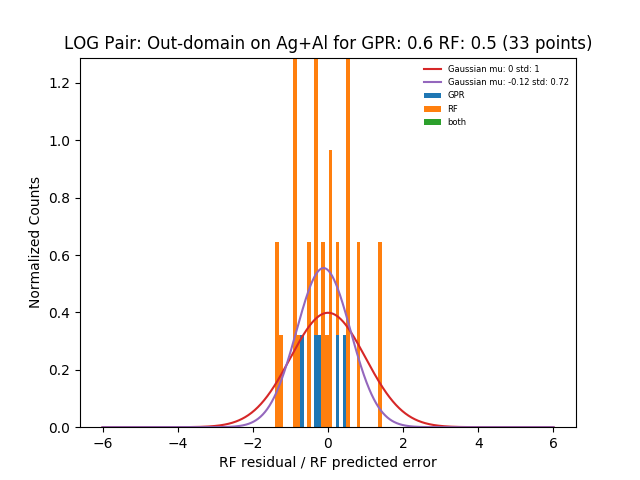 LOG Pair: Out-domain on Ag+Al for GPR: 0.6 RF: 0.5 (33 points)
Gaussian mu: 0 std: 1
Gaussian mu: -0.12 std: 0.72
GPR
RF
both
Normalized Counts
1.2
1.0
0.8
0.6
0.4
0.2
0.0
−6 −4 −2 0 2 4 6
RF residual / RF predicted error